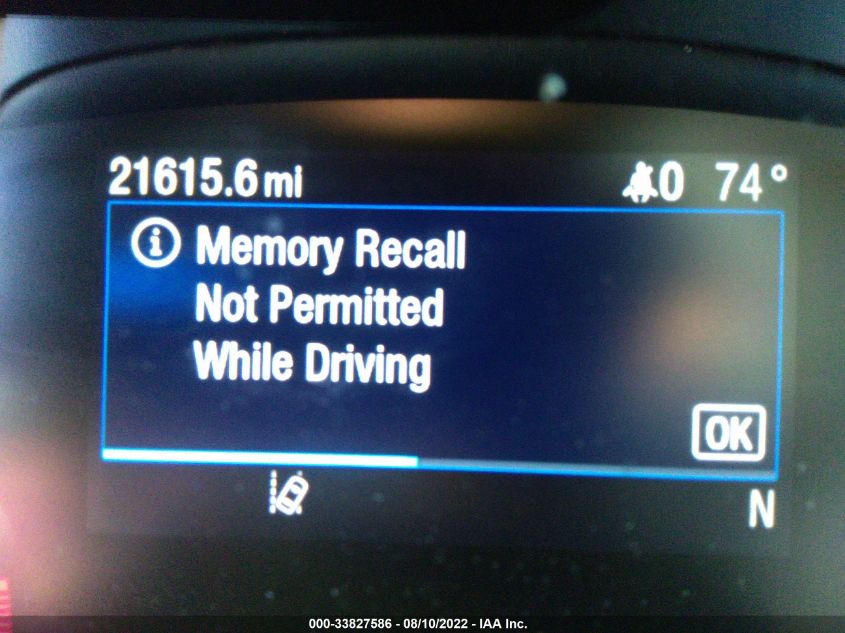 21615.6 mi 0 74°
Memory Recall
Not Permitted
While Driving
OK
N
000-33827586 - 08/10/2022 - IAA Inc.